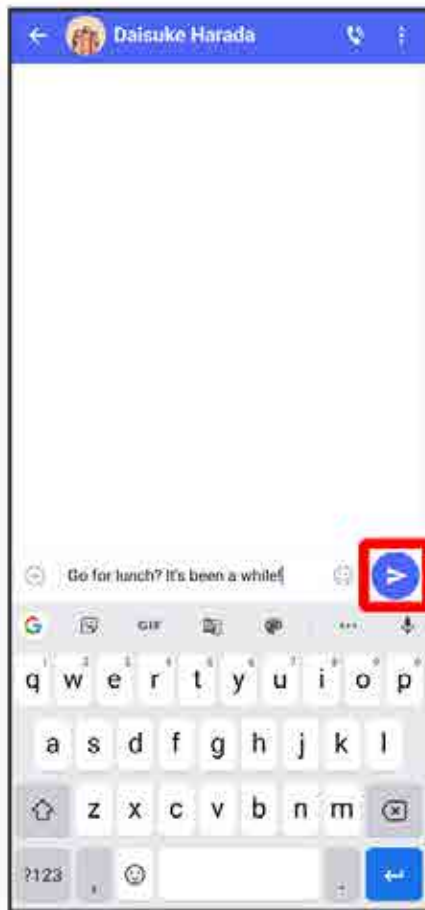 Daisuke Harada
Go for lunch? It's been a while!
G GIF
q w e r t y u i o p
a s d f g h j k l
z x c v b n m
?123 , .